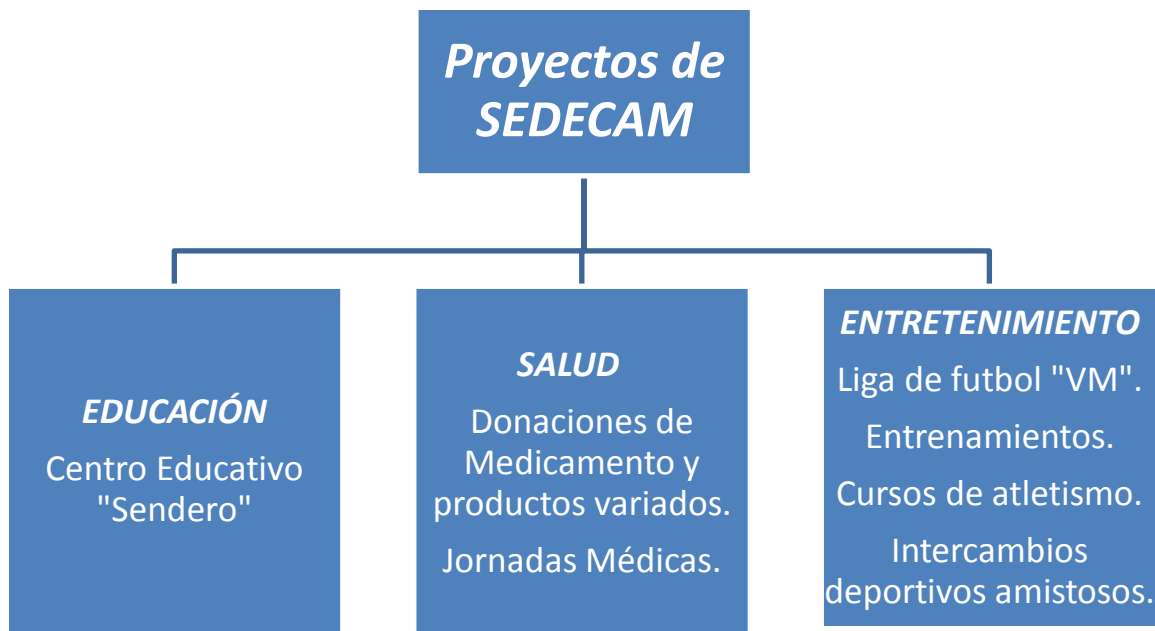 Proyectos de
SEDECAM
EDUCACIÓN
Centro Educativo
"Sendero"
SALUD
Donaciones de
Medicamento y
productos variados.
Jornadas Médicas.
ENTRETENIMIENTO
Liga de futbol "VM".
Entrenamientos.
Cursos de atletismo.
Intercambios
deportivos amistosos.